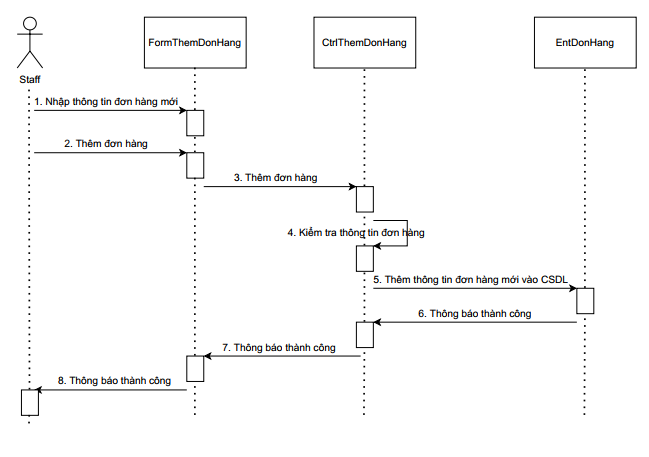 FormThemDonHang
CtrlThemDonHang
EntDonHang
Staff
1. Nhập thông tin đơn hàng mới
2. Thêm đơn hàng
3. Thêm đơn hàng
4. Kiểm tra thông tin đơn hàng
5. Thêm thông tin đơn hàng mới vào CSDL
6. Thông báo thành công
7. Thông báo thành công
8. Thông báo thành công